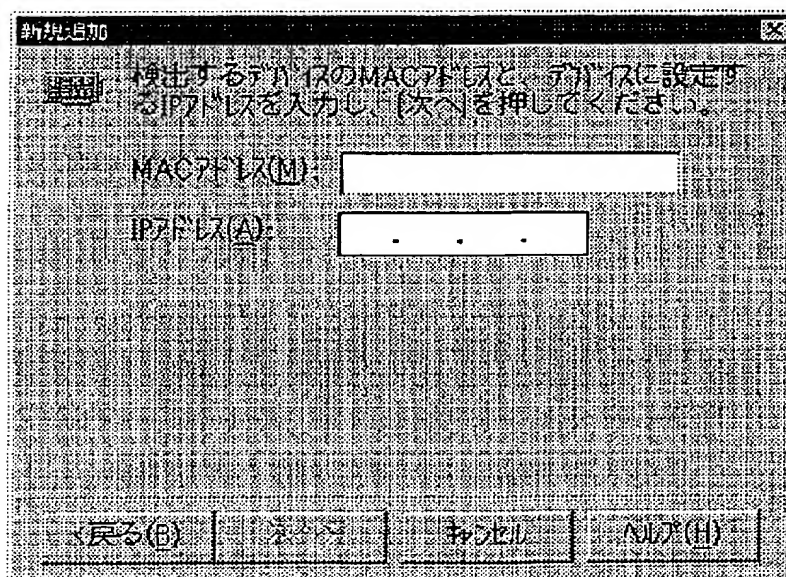 新規追加
検出するデバイスのMACアドレスと、デバイスに設定す
るIPアドレスを入力し、[次へ]を押してください。
MACアドレス(M):
IPアドレス(A):
. . .
<戻る(B)
キャンセル
ヘルプ(H)